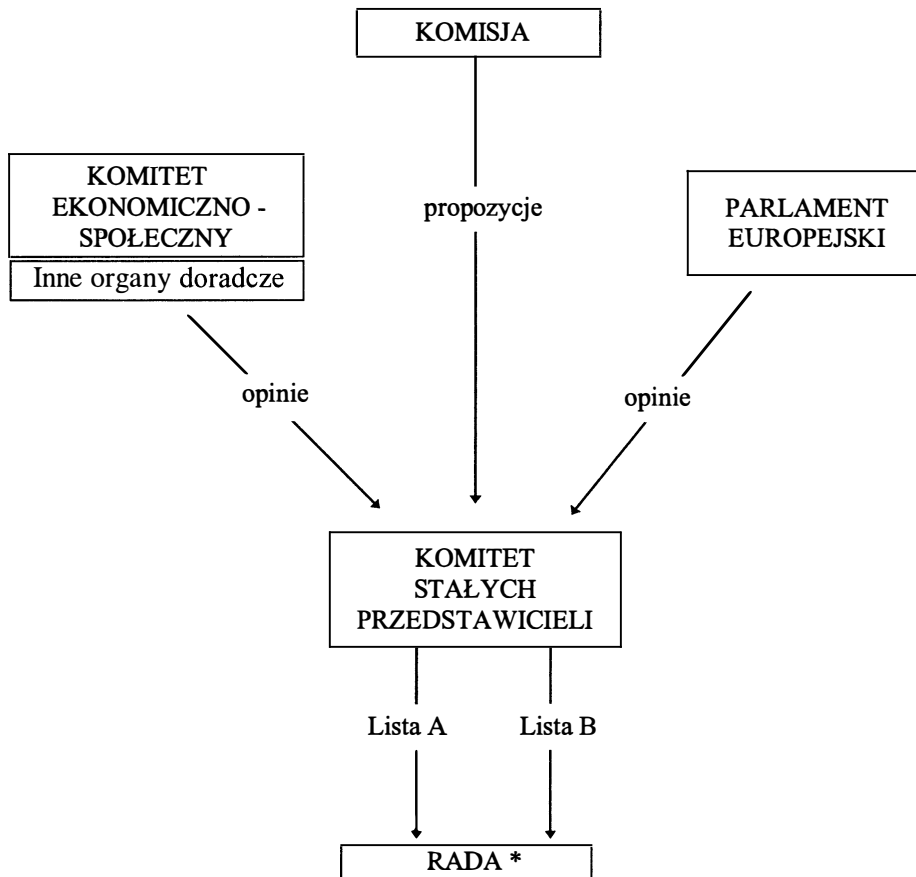 KOMISJA
KOMITET
EKONOMICZNO -
SPOŁECZNY
Inne organy doradcze
propozycje
PARLAMENT
EUROPEJSKI
opinie
opinie
KOMITET
STAŁYCH
PRZEDSTAWICIELI
Lista A
Lista B
RADA *